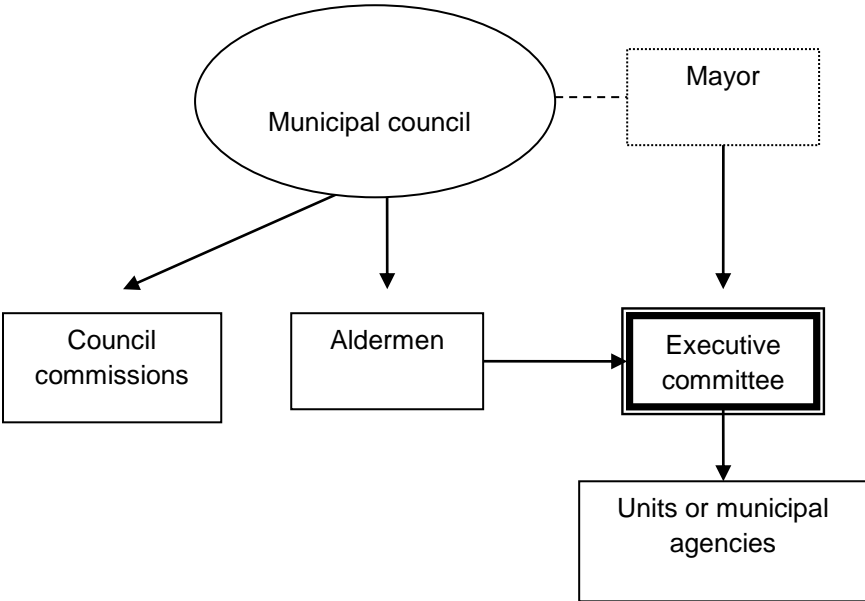 Municipal council
Mayor
Council
commissions
Aldermen
Executive
committee
Units or municipal
agencies